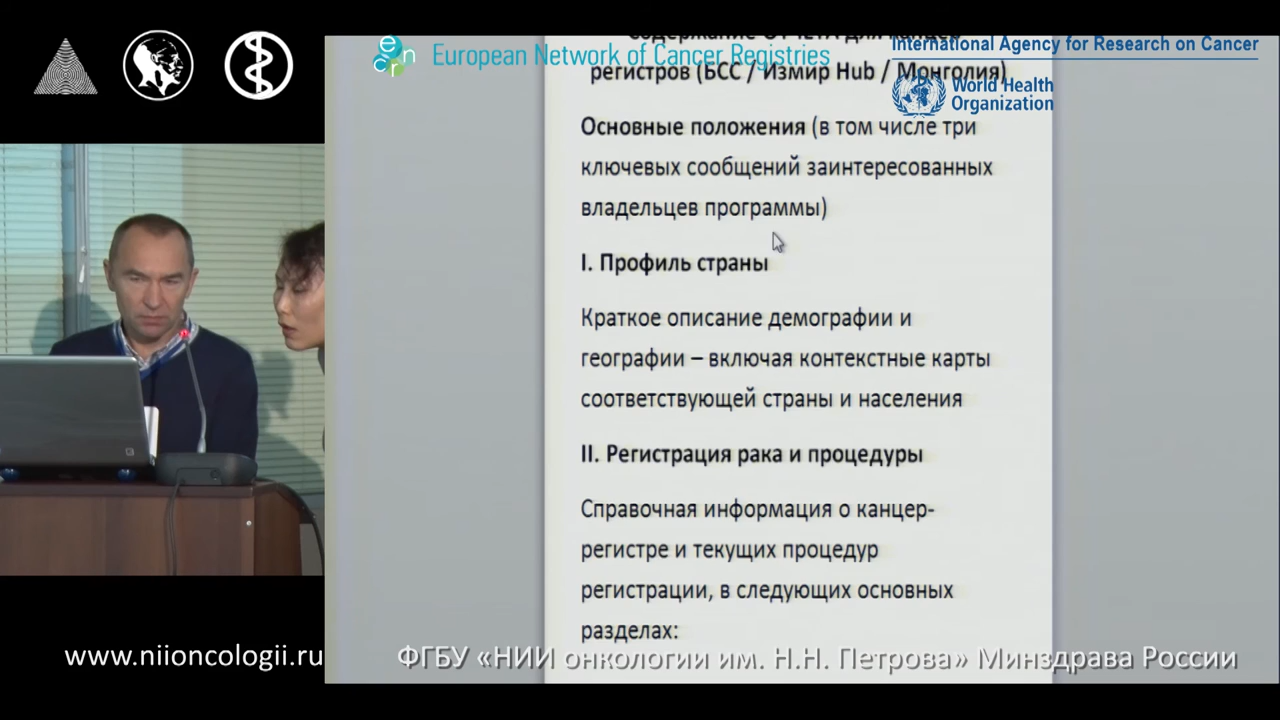 European Network of Cancer Registries
International Agency for Research on Cancer
World Health
Organization
регистров (БСС / Измир Hub / Монголия)
Основные положения (в том числе три
ключевых сообщений заинтересованных
владельцев программы)
I. Профиль страны
Краткое описание демографии и
географии – включая контекстные карты
соответствующей страны и населения
II. Регистрация рака и процедуры
Справочная информация о канцер-
регистре и текущих процедур
регистрации, в следующих основных
разделах:
www.niioncologii.ru
ФГБУ «НИИ онкологии им. Н.Н. Петрова» Минздрава России